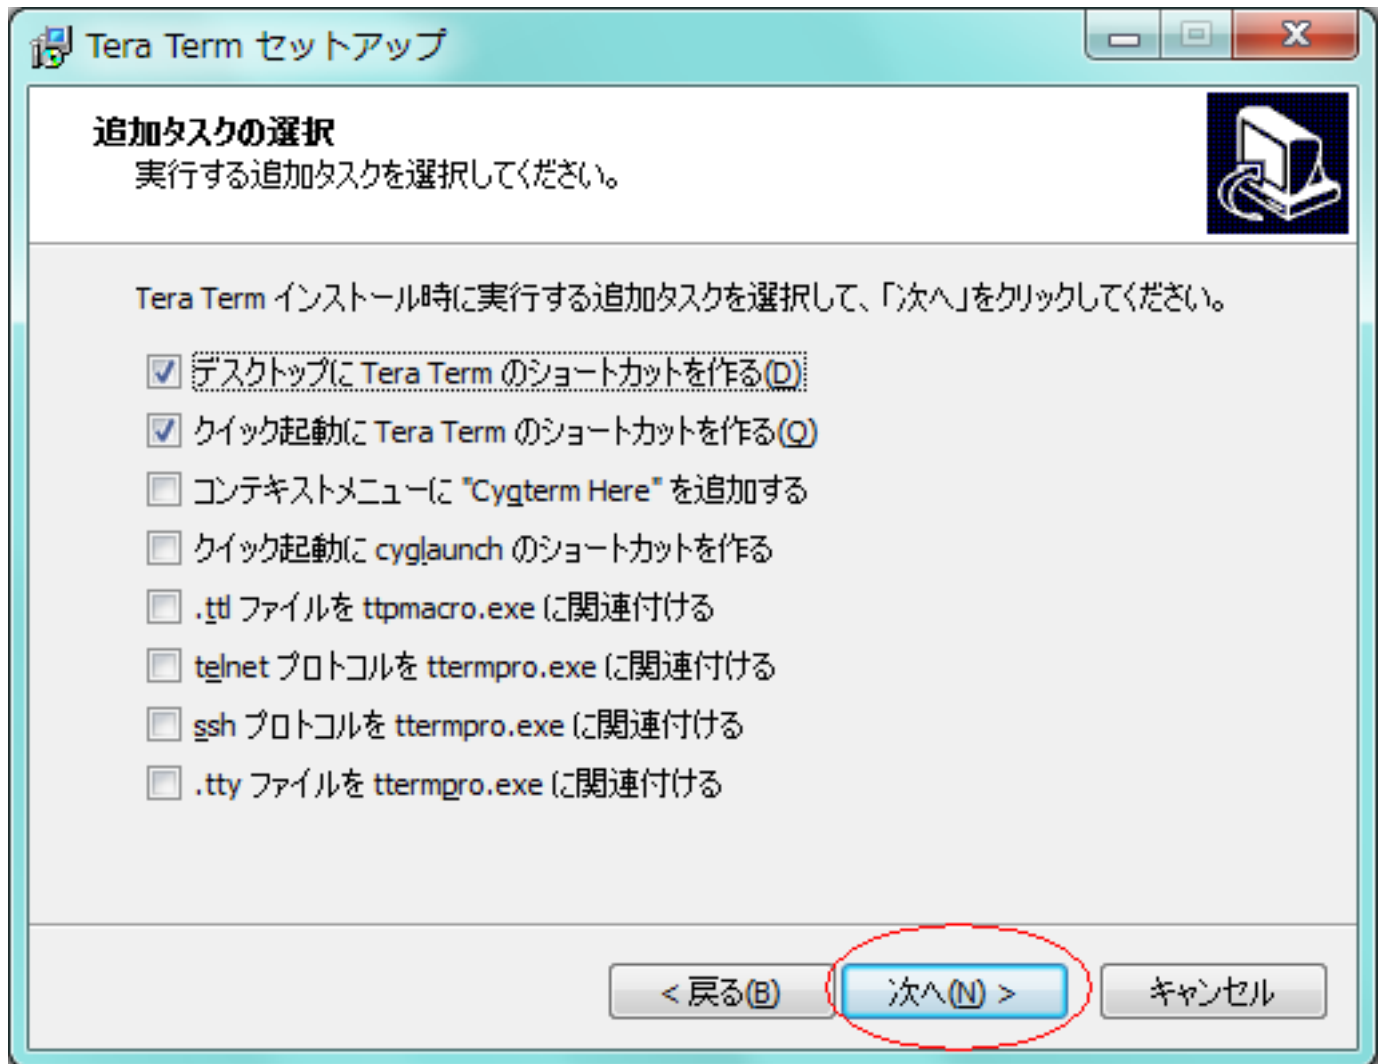 Tera Term セットアップ
追加タスクの選択
実行する追加タスクを選択してください。
Tera Term インストール時に実行する追加タスクを選択して、「次へ」をクリックしてください。
デスクトップに Tera Term のショートカットを作る(D)
クイック起動に Tera Term のショートカットを作る(Q)
コンテキストメニューに "Cygterm Here" を追加する
クイック起動に cyglaunch のショートカットを作る
.ttl ファイルを ttpmacro.exe に関連付ける
telnet プロトコルを ttermpro.exe に関連付ける
ssh プロトコルを ttermpro.exe に関連付ける
.tty ファイルを ttermpro.exe に関連付ける
< 戻る(B) 次へ(N) > キャンセル